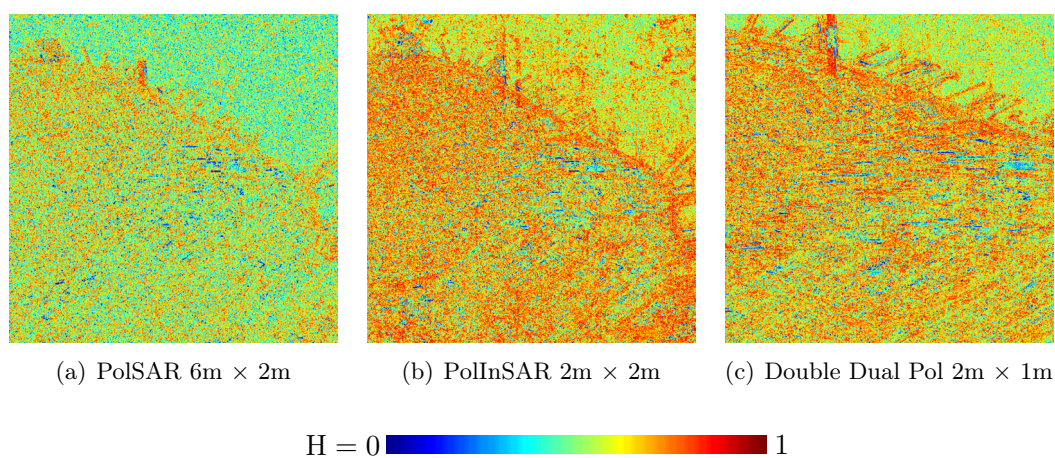 (a) PolSAR 6m × 2m
(b) PolInSAR 2m × 2m
(c) Double Dual Pol 2m × 1m
H = 0 1